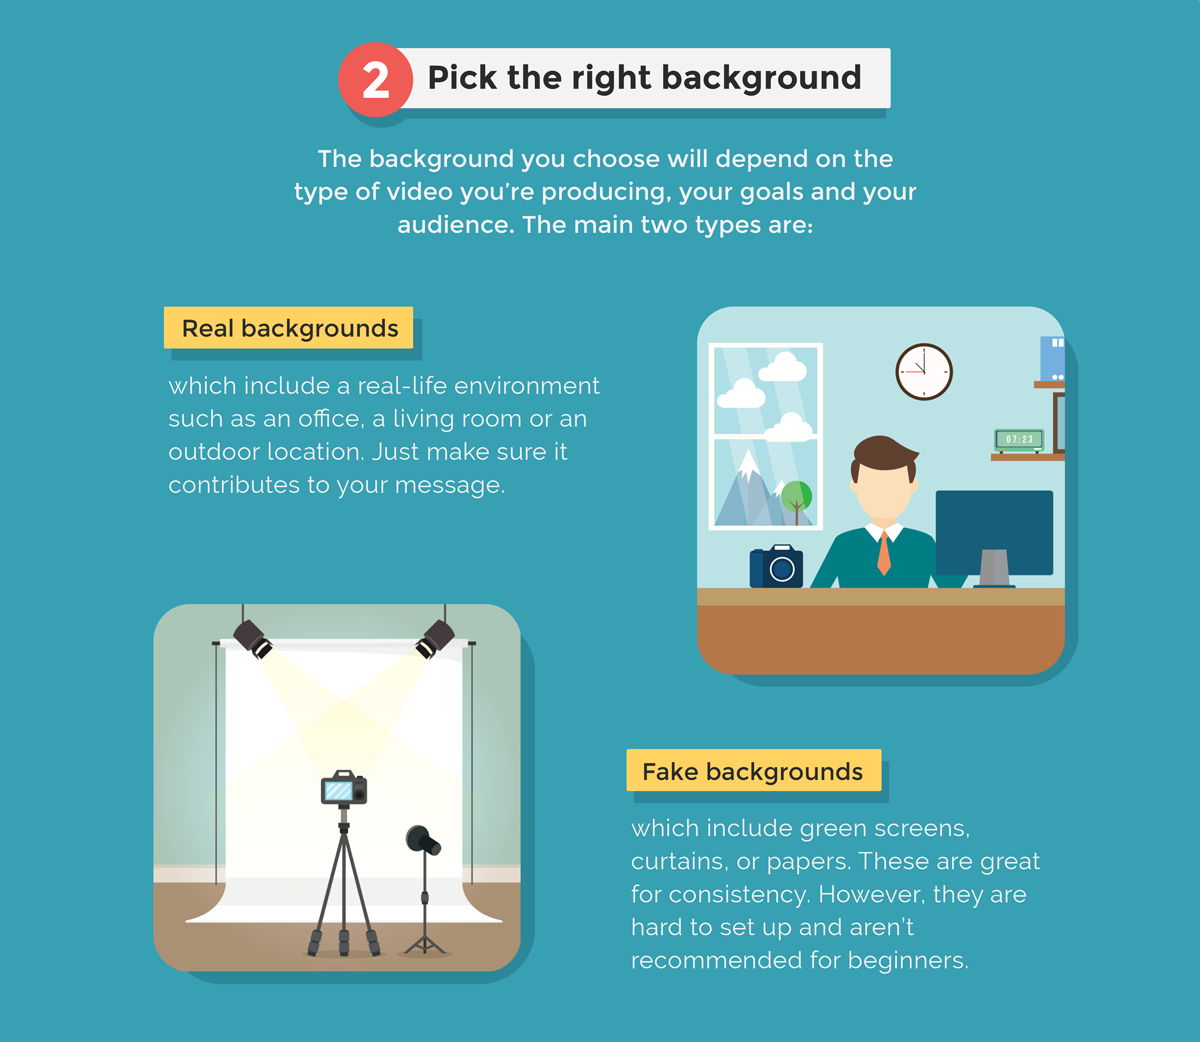 2
Pick the right background
The background you choose will depend on the
type of video you’re producing, your goals and your
audience. The main two types are:
Real backgrounds
which include a real-life environment
such as an office, a living room or an
outdoor location. Just make sure it
contributes to your message.
07:23
Fake backgrounds
which include green screens,
curtains, or papers. These are great
for consistency. However, they are
hard to set up and aren’t
recommended for beginners.